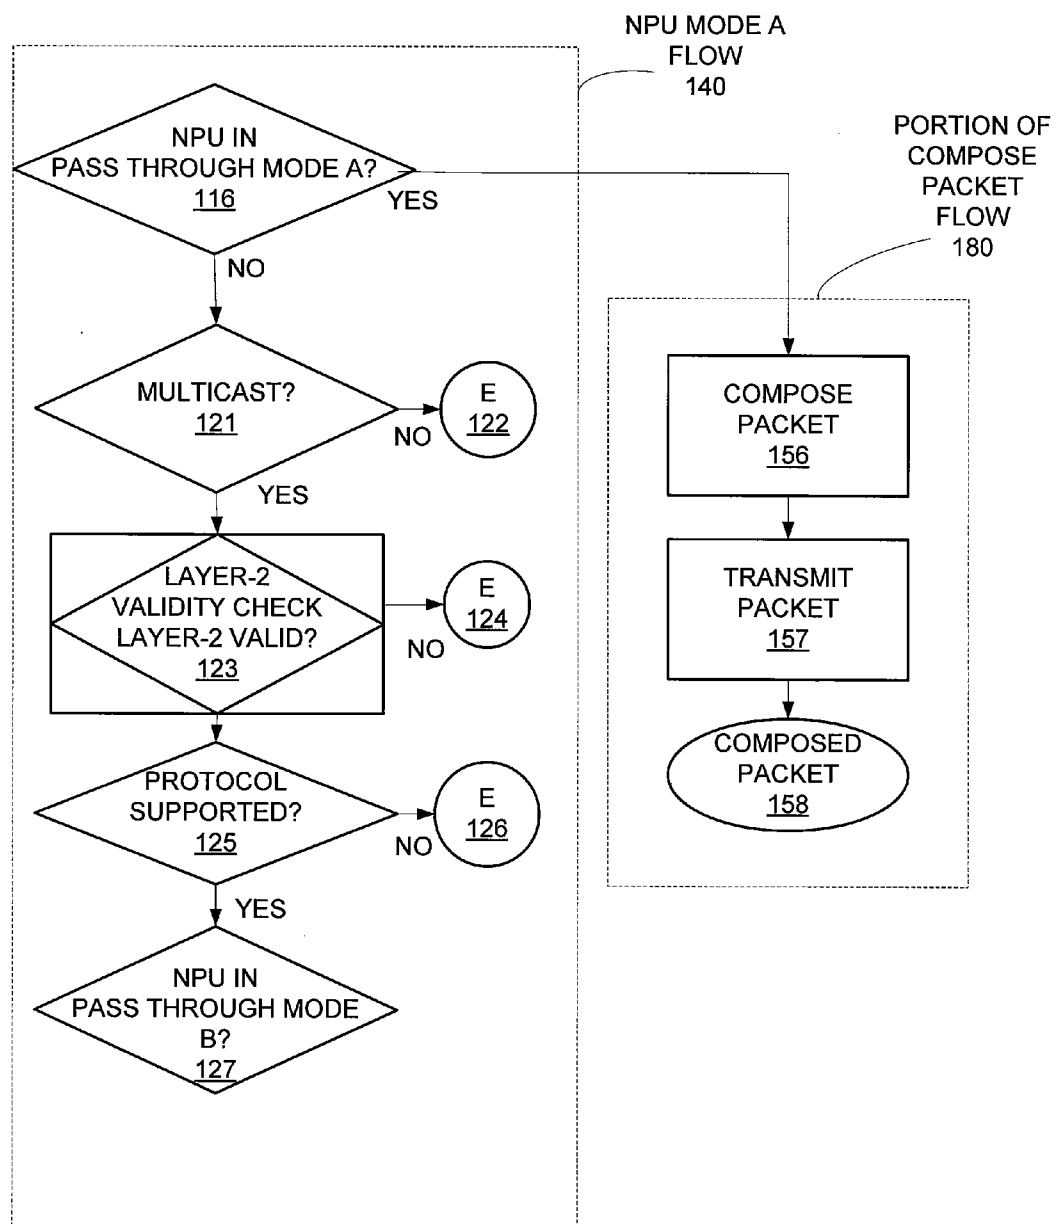 NPU MODE A
FLOW
140
PORTION OF
COMPOSE
PACKET
FLOW
180
NPU IN
PASS THROUGH MODE A?
116
YES
NO
MULTICAST?
121
NO
E
122
YES
LAYER-2
VALIDITY CHECK
LAYER-2 VALID?
123
NO
E
124
PROTOCOL
SUPPORTED?
125
NO
E
126
YES
NPU IN
PASS THROUGH MODE
B?
127
COMPOSE
PACKET
156
TRANSMIT
PACKET
157
COMPOSED
PACKET
158